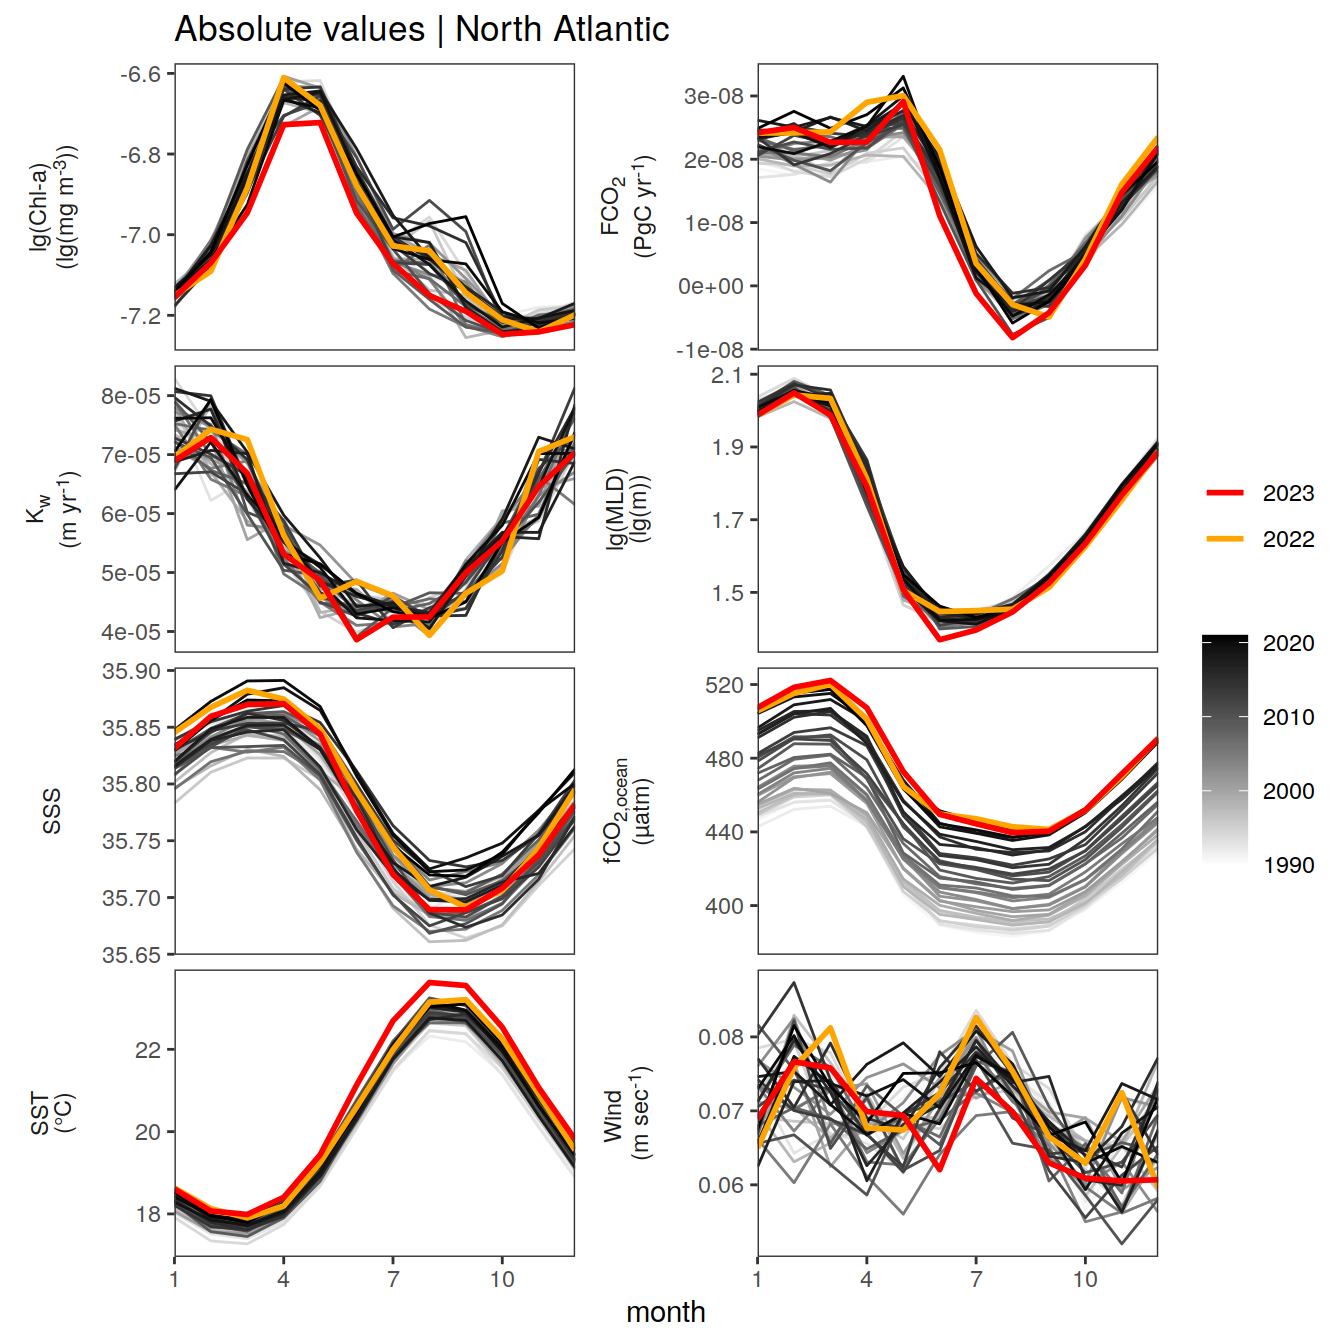 Absolute values | North Atlantic
lg(Chl-a)
(lg(mg m⁻³))
-6.6
-6.8
-7.0
-7.2
FCO₂
(PgC yr⁻¹)
3e-08
2e-08
1e-08
0e+00
-1e-08
K_w
(m yr⁻¹)
8e-05
7e-05
6e-05
5e-05
4e-05
lg(MLD)
(lg(m))
2.1
1.9
1.7
1.5
SSS
35.90
35.85
35.80
35.75
35.70
35.65
fCO₂,ocean
(µatm)
520
480
440
400
SST
(°C)
22
20
18
Wind
(m sec⁻¹)
0.08
0.07
0.06
1 4 7 10
1 4 7 10
month
2023
2022
2020
2010
2000
1990